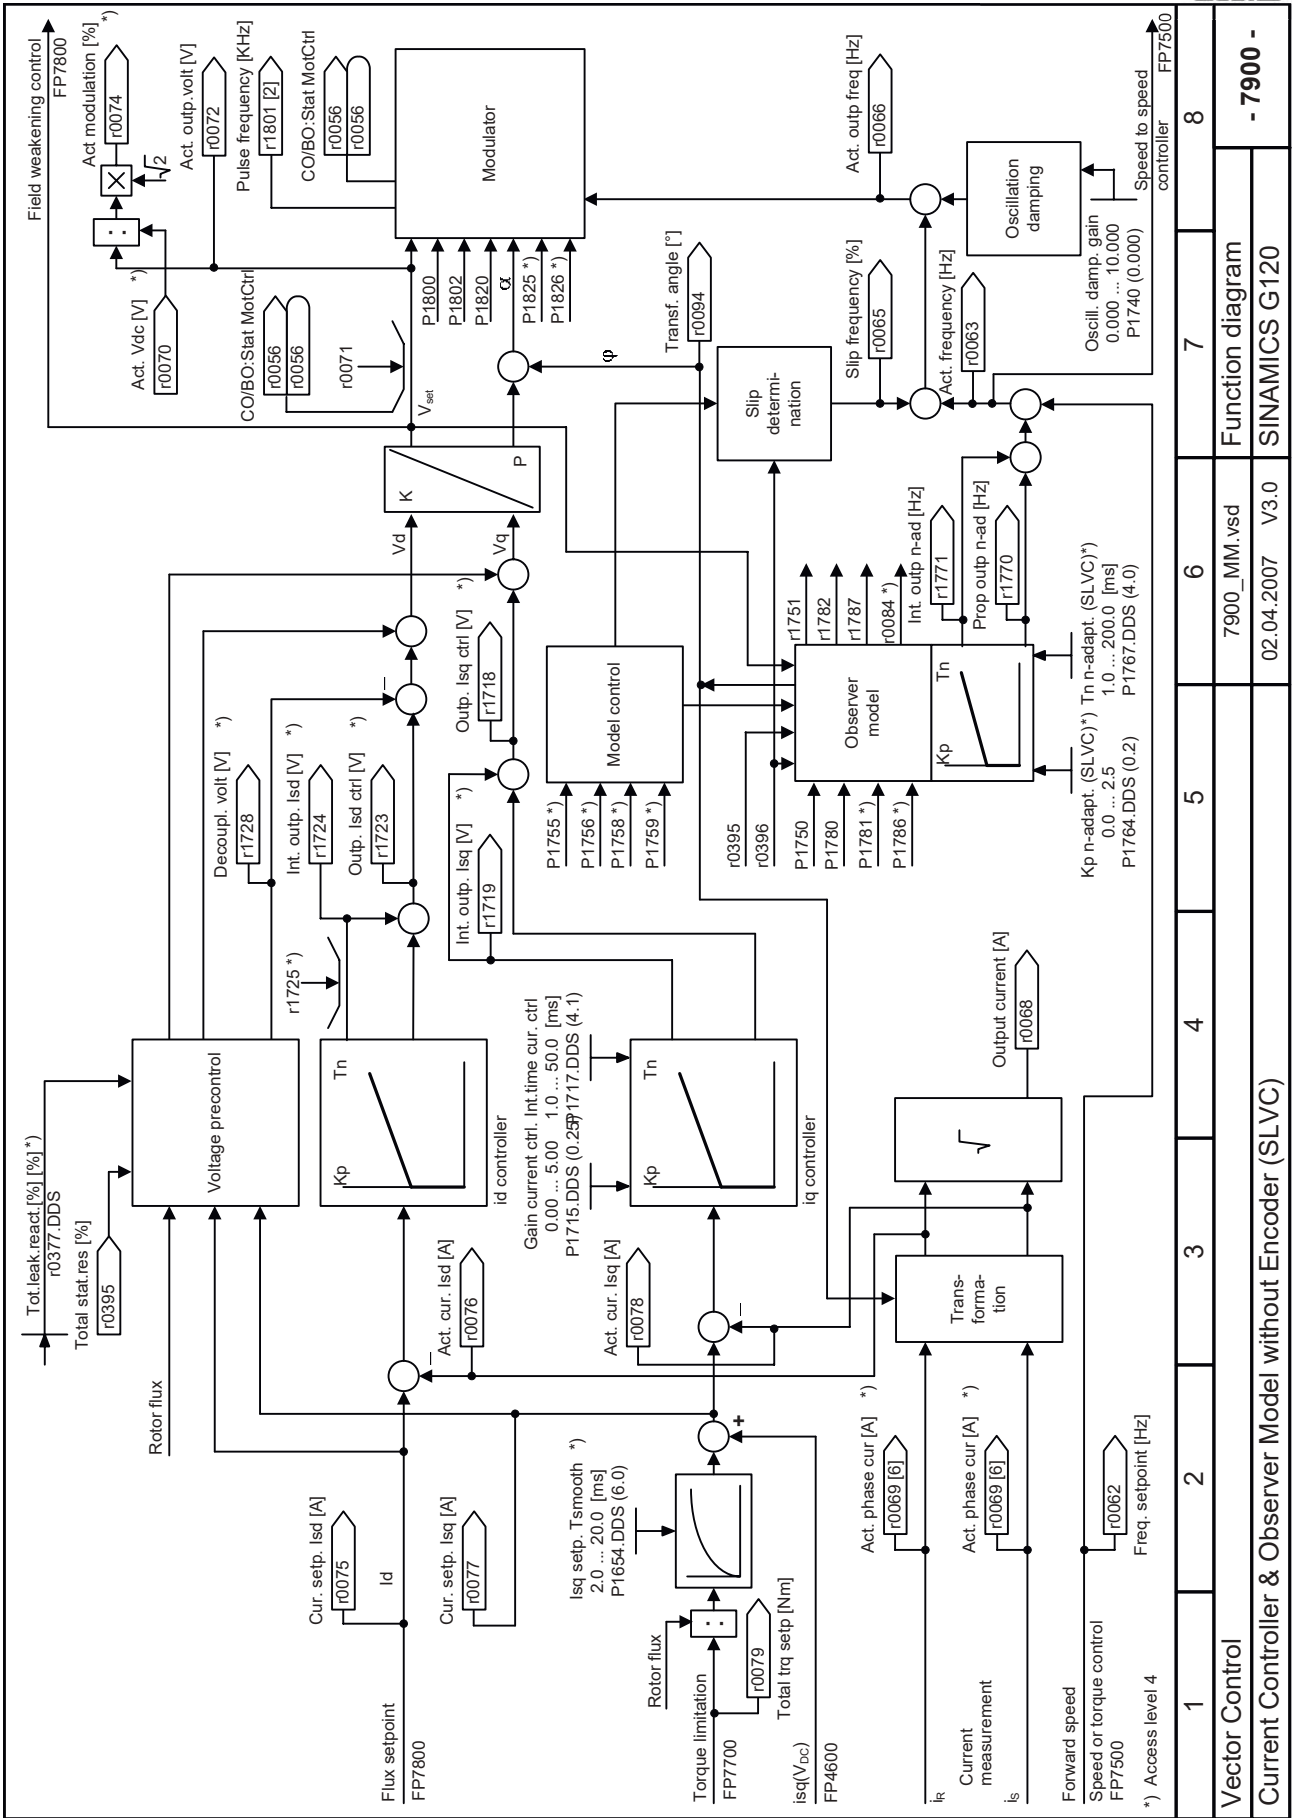 Flux setpoint
FP7800
Id
Cur. setp. Isd [A]
r0075
Cur. setp. Isq [A]
r0077
Rotor flux
Tot.leak.react.[%] [%] *)
r0377.DDS
Total stat.res [%]
r0395
Voltage precontrol
Act. cur. Isd [A]
r0076
–
Kp
Tn
id controller
r1725 *)
Decoupl. volt [V] *)
r1728
Int. outp. Isd [V] *)
r1724
Outp. Isd ctrl [V] *)
r1723
–
Vd
Vq
K
P
Vset
Field weakening control
FP7800
Act. Vdc [V] *)
r0070
CO/BO:Stat MotCtrl
r0056
r0056
r0071
Act modulation [%] *)
r0074
√2
:
Act. outp.volt [V]
r0072
Pulse frequency [KHz]
r1801 [2]
CO/BO:Stat MotCtrl
r0056
r0056
P1800
P1802
P1820
α
P1825 *)
P1826 *)
Modulator
φ
Torque limitation
FP7700
Rotor flux
:
r0079
Total trq setp [Nm]
Isq setp. Tsmooth *)
2.0 ... 20.0 [ms]
P1654.DDS (6.0)
isq(VDC)
FP4600
+
Act. cur. Isq [A]
r0078
–
Gain current ctrl. Int.time cur. ctrl
0.00 ... 5.00 1.0 ... 50.0 [ms]
P1715.DDS (0.25) P1717.DDS (4.1)
Kp
Tn
iq controller
Int. outp. Isq [V] *)
r1719
Outp. Isq ctrl [V] *)
r1718
P1755 *)
P1756 *)
P1758 *)
P1759 *)
Model control
Transf. angle [°]
r0094
Slip determi-
nation
Slip frequency [%]
r0065
Act. frequency [Hz]
r0063
Act. outp freq [Hz]
r0066
Oscillation
damping
Oscill. damp. gain
0.000 ... 10.000
P1740 (0.000)
r0395
r0396
P1750
P1780
P1781 *)
P1786 *)
Observer
model
Kp
Tn
r1751
r1782
r1787
r0084 *)
Int. outp n-ad [Hz]
r1771
Prop outp n-ad [Hz]
r1770
Kp n-adapt. (SLVC)*) Tn n-adapt. (SLVC)*)
0.0 ... 2.5 1.0 ... 200.0 [ms]
P1764.DDS (0.2) P1767.DDS (4.0)
iR
Current
measurement
iS
Act. phase cur [A] *)
r0069 [6]
Act. phase cur [A] *)
r0069 [6]
Trans-
forma-
tion
√
Output current [A]
r0068
Forward speed
Speed or torque control
FP7500
r0062
Freq. setpoint [Hz]
Speed to speed
controller FP7500
*) Access level 4
1 2 3 4 5 6 7 8
Vector Control
7900_MM.vsd
Function diagram
- 7900 -
Current Controller & Observer Model without Encoder (SLVC)
02.04.2007 V3.0
SINAMICS G120